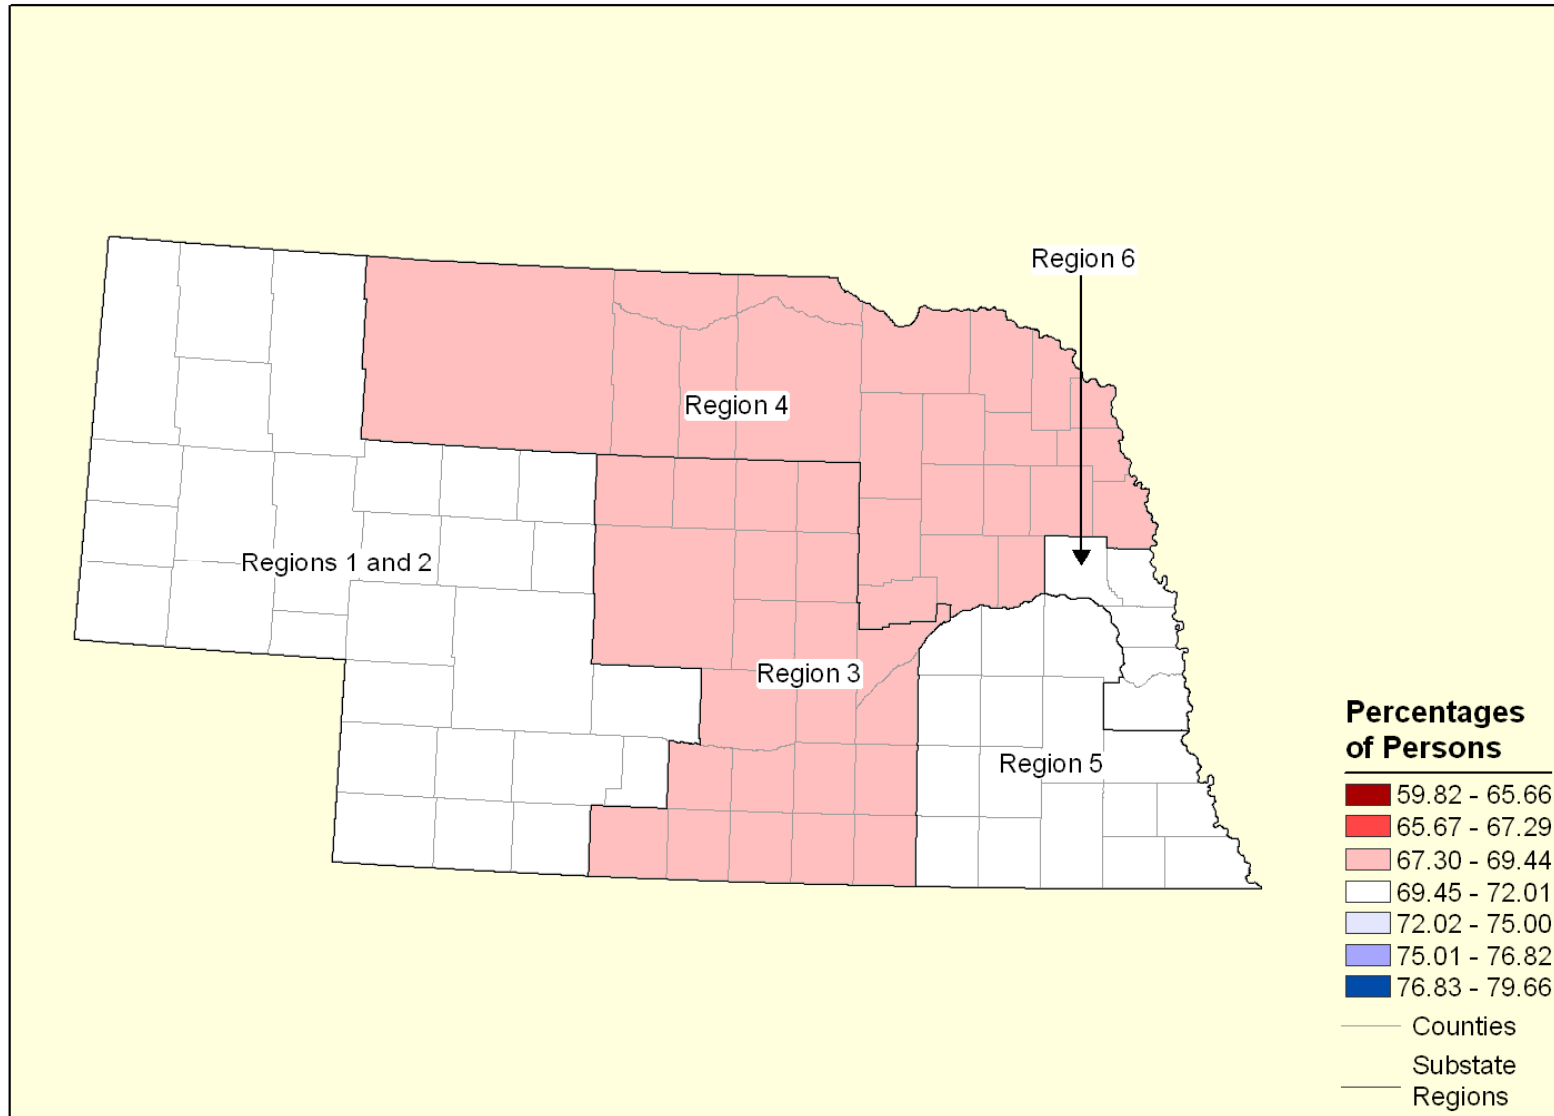 Region 6
Region 4
Regions 1 and 2
Region 3
Region 5
Percentages
of Persons
59.82 - 65.66
65.67 - 67.29
67.30 - 69.44
69.45 - 72.01
72.02 - 75.00
75.01 - 76.82
76.83 - 79.66
Counties
Substate
Regions